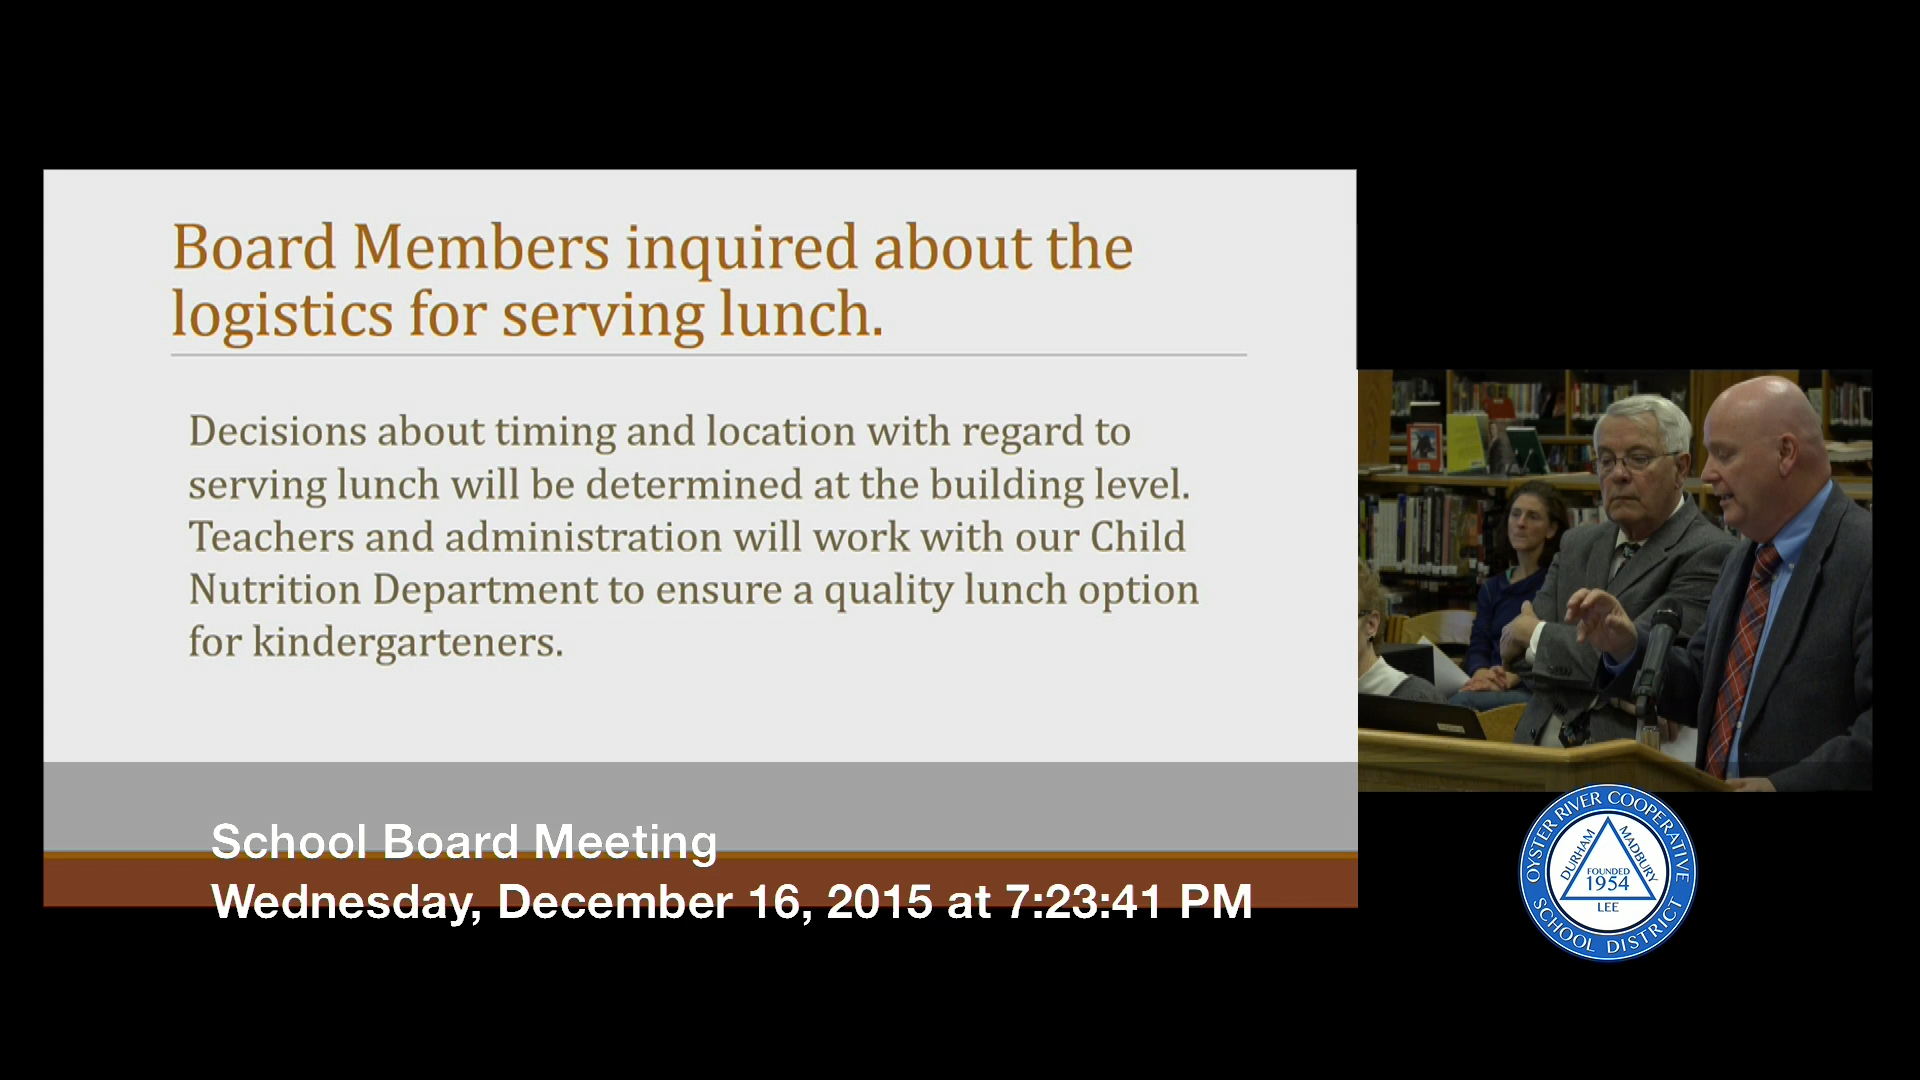 Board Members inquired about the
logistics for serving lunch.
Decisions about timing and location with regard to
serving lunch will be determined at the building level.
Teachers and administration will work with our Child
Nutrition Department to ensure a quality lunch option
for kindergarteners.
School Board Meeting
Wednesday, December 16, 2015 at 7:23:41 PM
OYSTER RIVER COOPERATIVE
SCHOOL DISTRICT
DURHAM
MADBURY
FOUNDED
1954
LEE